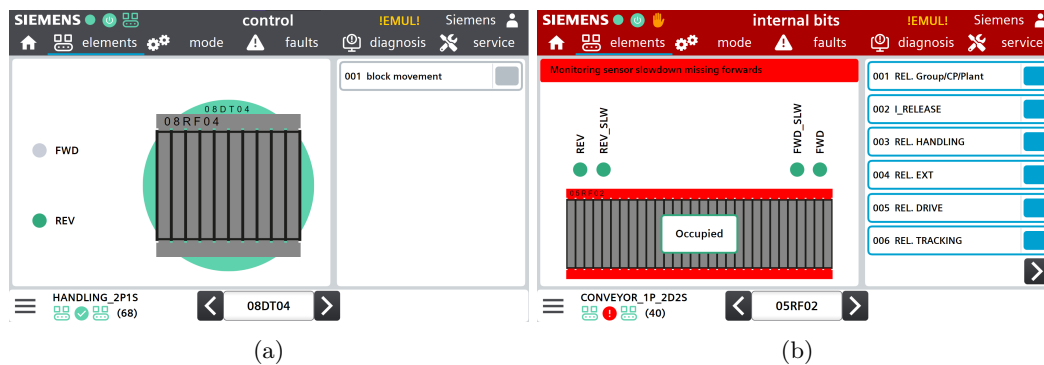 SIEMENS control !EMUL! Siemens
elements mode faults diagnosis service
001 block movement
08DT04
08RF04
FWD
REV
HANDLING_2P1S
(68)
08DT04
(a)
SIEMENS internal bits !EMUL! Siemens
elements mode faults diagnosis service
Monitoring sensor slowdown missing forwards
REV
REV_SLW
FWD_SLW
FWD
05RF02
Occupied
001 REL. Group/CP/Plant
002 I_RELEASE
003 REL. HANDLING
004 REL. EXT
005 REL. DRIVE
006 REL. TRACKING
CONVEYOR_1P_2D2S
(40)
05RF02
(b)